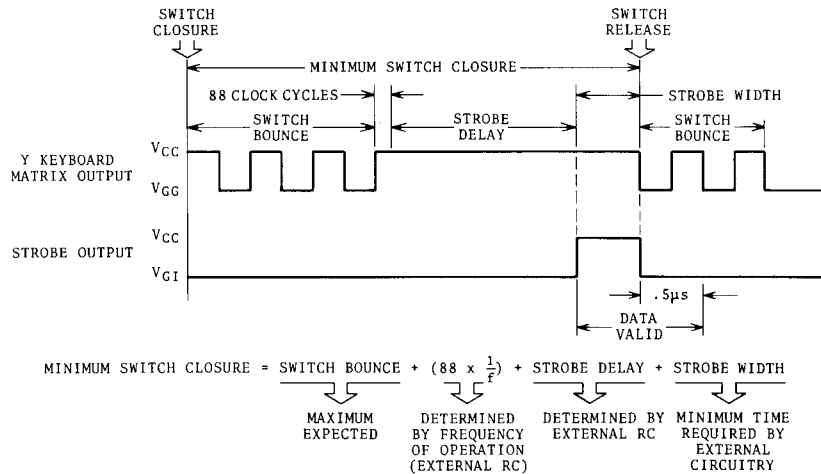 SWITCH CLOSURE
SWITCH RELEASE
MINIMUM SWITCH CLOSURE
88 CLOCK CYCLES
STROBE WIDTH
SWITCH BOUNCE
STROBE DELAY
SWITCH BOUNCE
Y KEYBOARD MATRIX OUTPUT
VCC
VGG
STROBE OUTPUT
VCC
VGI
.5μs
DATA VALID
MINIMUM SWITCH CLOSURE = SWITCH BOUNCE + (88 x 1/f) + STROBE DELAY + STROBE WIDTH
MAXIMUM EXPECTED
DETERMINED BY FREQUENCY OF OPERATION (EXTERNAL RC)
DETERMINED BY EXTERNAL RC
MINIMUM TIME REQUIRED BY EXTERNAL CIRCUITRY